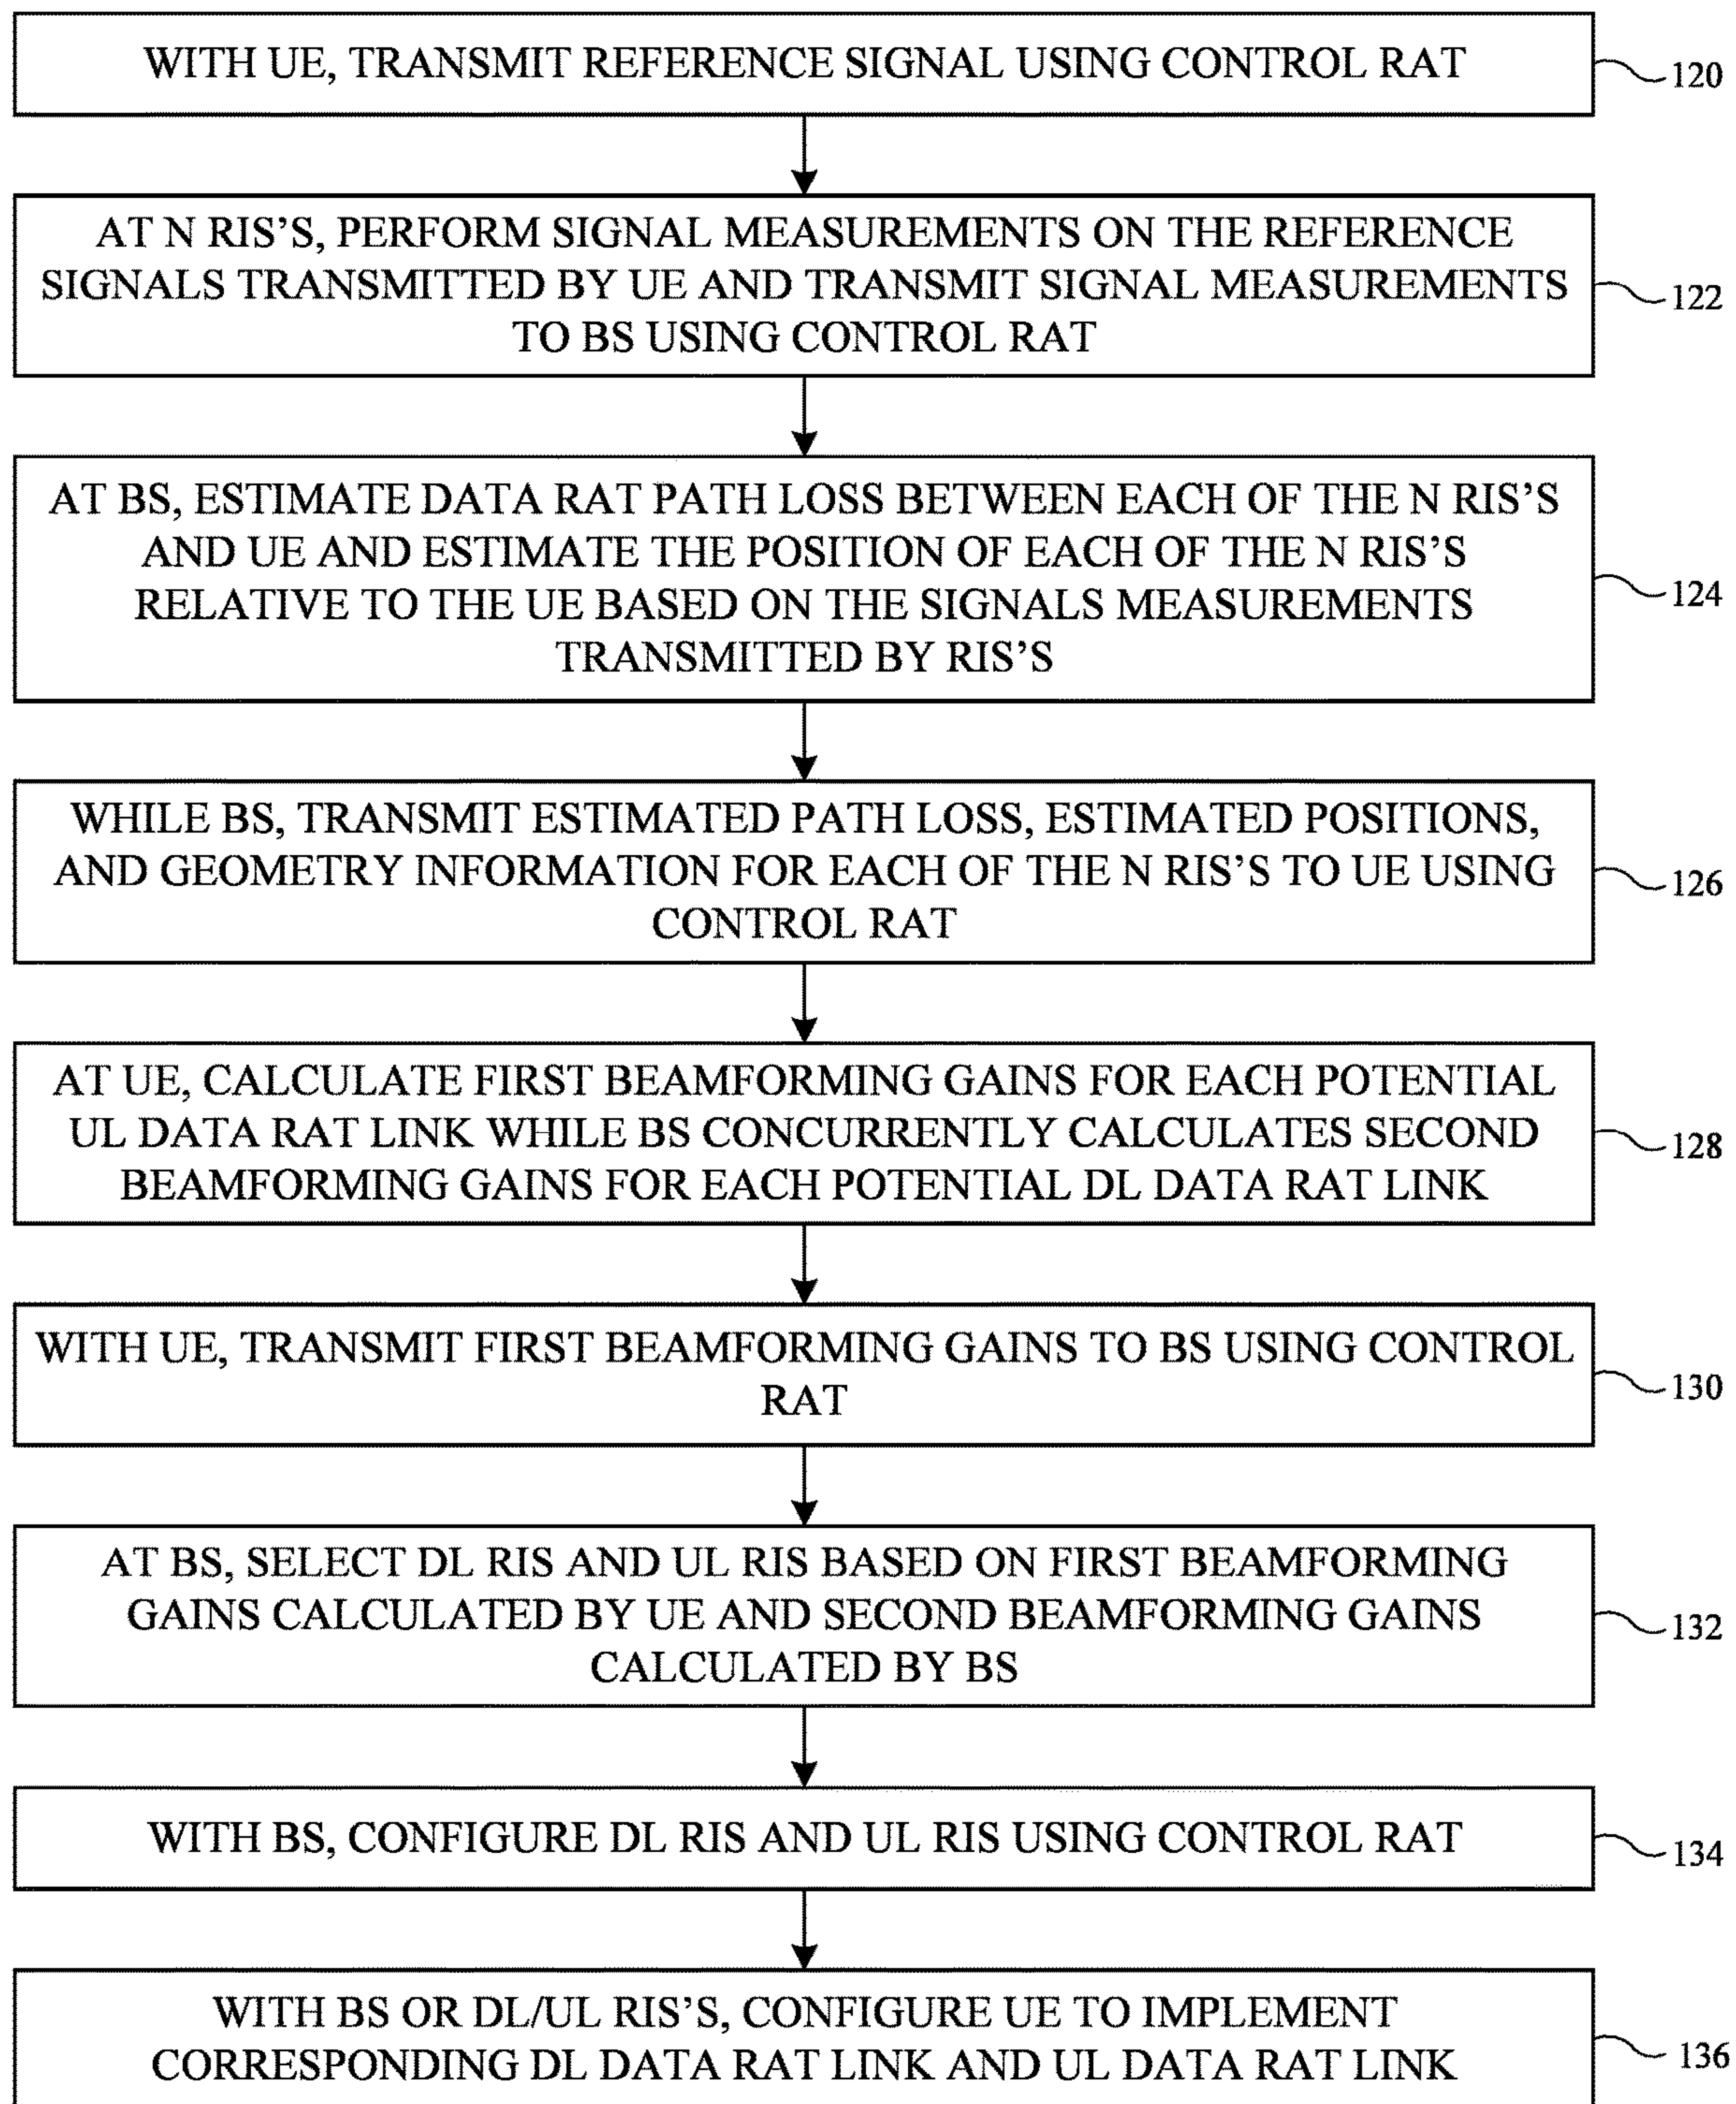 WITH UE, TRANSMIT REFERENCE SIGNAL USING CONTROL RAT
120
AT N RIS'S, PERFORM SIGNAL MEASUREMENTS ON THE REFERENCE
SIGNALS TRANSMITTED BY UE AND TRANSMIT SIGNAL MEASUREMENTS
TO BS USING CONTROL RAT
122
AT BS, ESTIMATE DATA RAT PATH LOSS BETWEEN EACH OF THE N RIS'S
AND UE AND ESTIMATE THE POSITION OF EACH OF THE N RIS'S
RELATIVE TO THE UE BASED ON THE SIGNALS MEASUREMENTS
TRANSMITTED BY RIS'S
124
WHILE BS, TRANSMIT ESTIMATED PATH LOSS, ESTIMATED POSITIONS,
AND GEOMETRY INFORMATION FOR EACH OF THE N RIS'S TO UE USING
CONTROL RAT
126
AT UE, CALCULATE FIRST BEAMFORMING GAINS FOR EACH POTENTIAL
UL DATA RAT LINK WHILE BS CONCURRENTLY CALCULATES SECOND
BEAMFORMING GAINS FOR EACH POTENTIAL DL DATA RAT LINK
128
WITH UE, TRANSMIT FIRST BEAMFORMING GAINS TO BS USING CONTROL
RAT
130
AT BS, SELECT DL RIS AND UL RIS BASED ON FIRST BEAMFORMING
GAINS CALCULATED BY UE AND SECOND BEAMFORMING GAINS
CALCULATED BY BS
132
WITH BS, CONFIGURE DL RIS AND UL RIS USING CONTROL RAT
134
WITH BS OR DL/UL RIS'S, CONFIGURE UE TO IMPLEMENT
CORRESPONDING DL DATA RAT LINK AND UL DATA RAT LINK
136